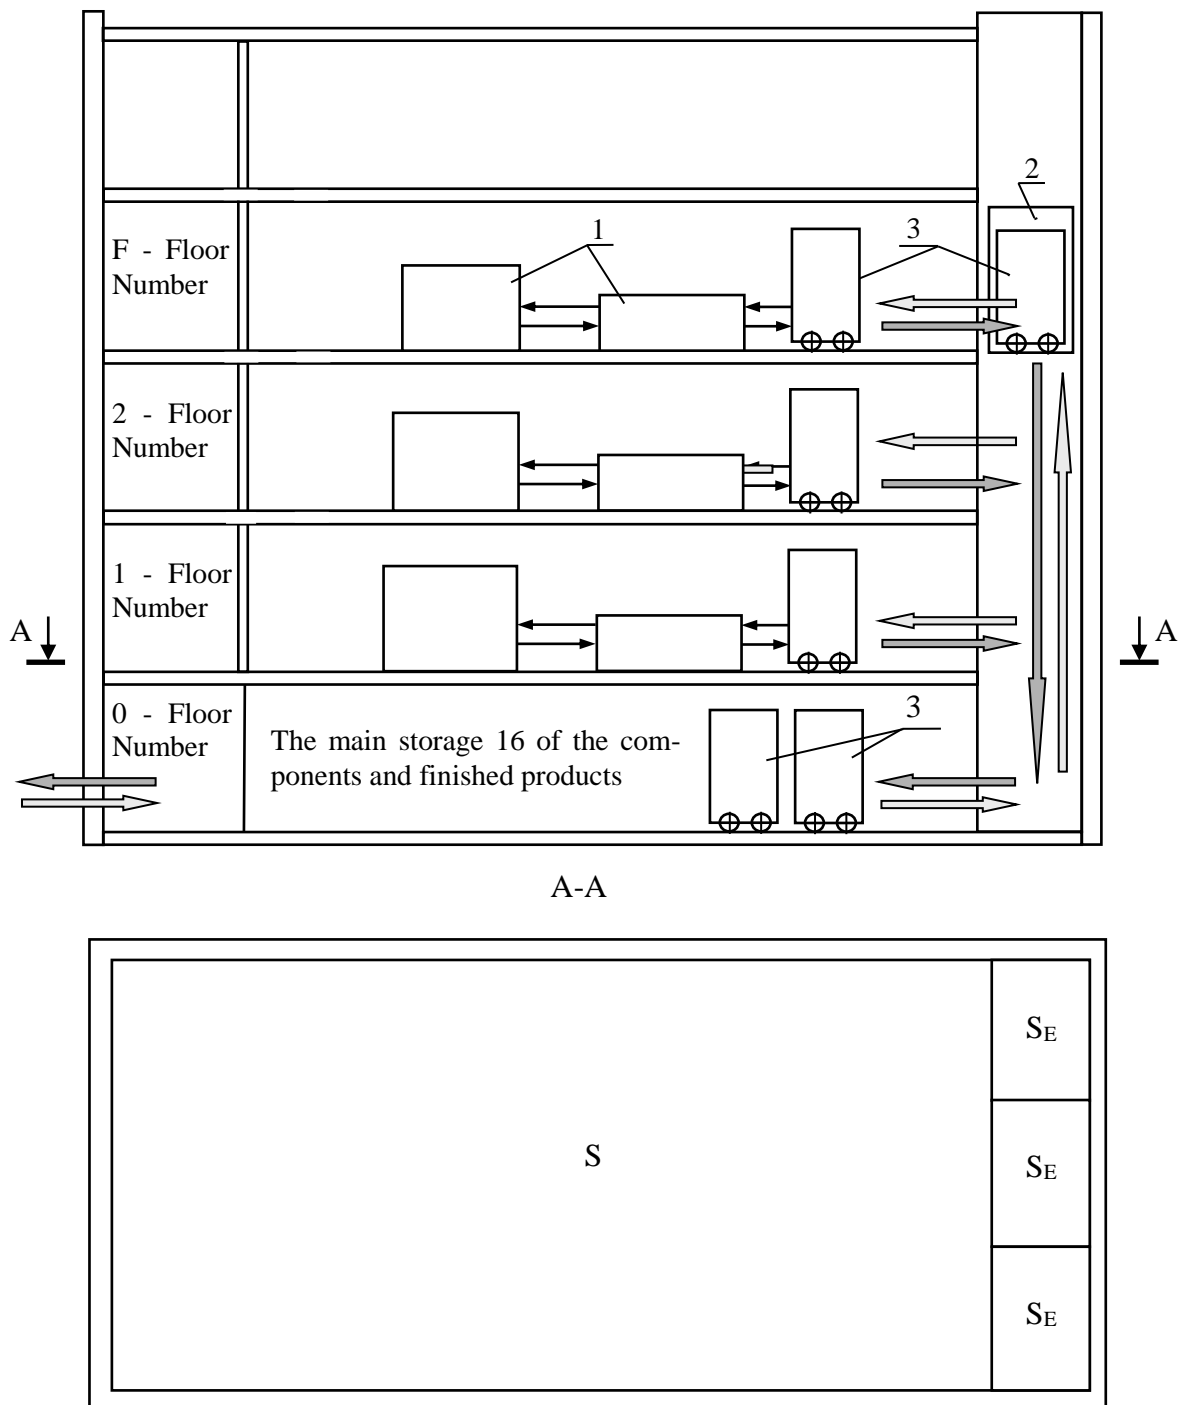 2
1
3
F - Floor
Number
2 - Floor
Number
1 - Floor
Number
A
A
0 - Floor
Number
3
The main storage 16 of the com-
ponents and finished products
A-A
SE
S
SE
SE